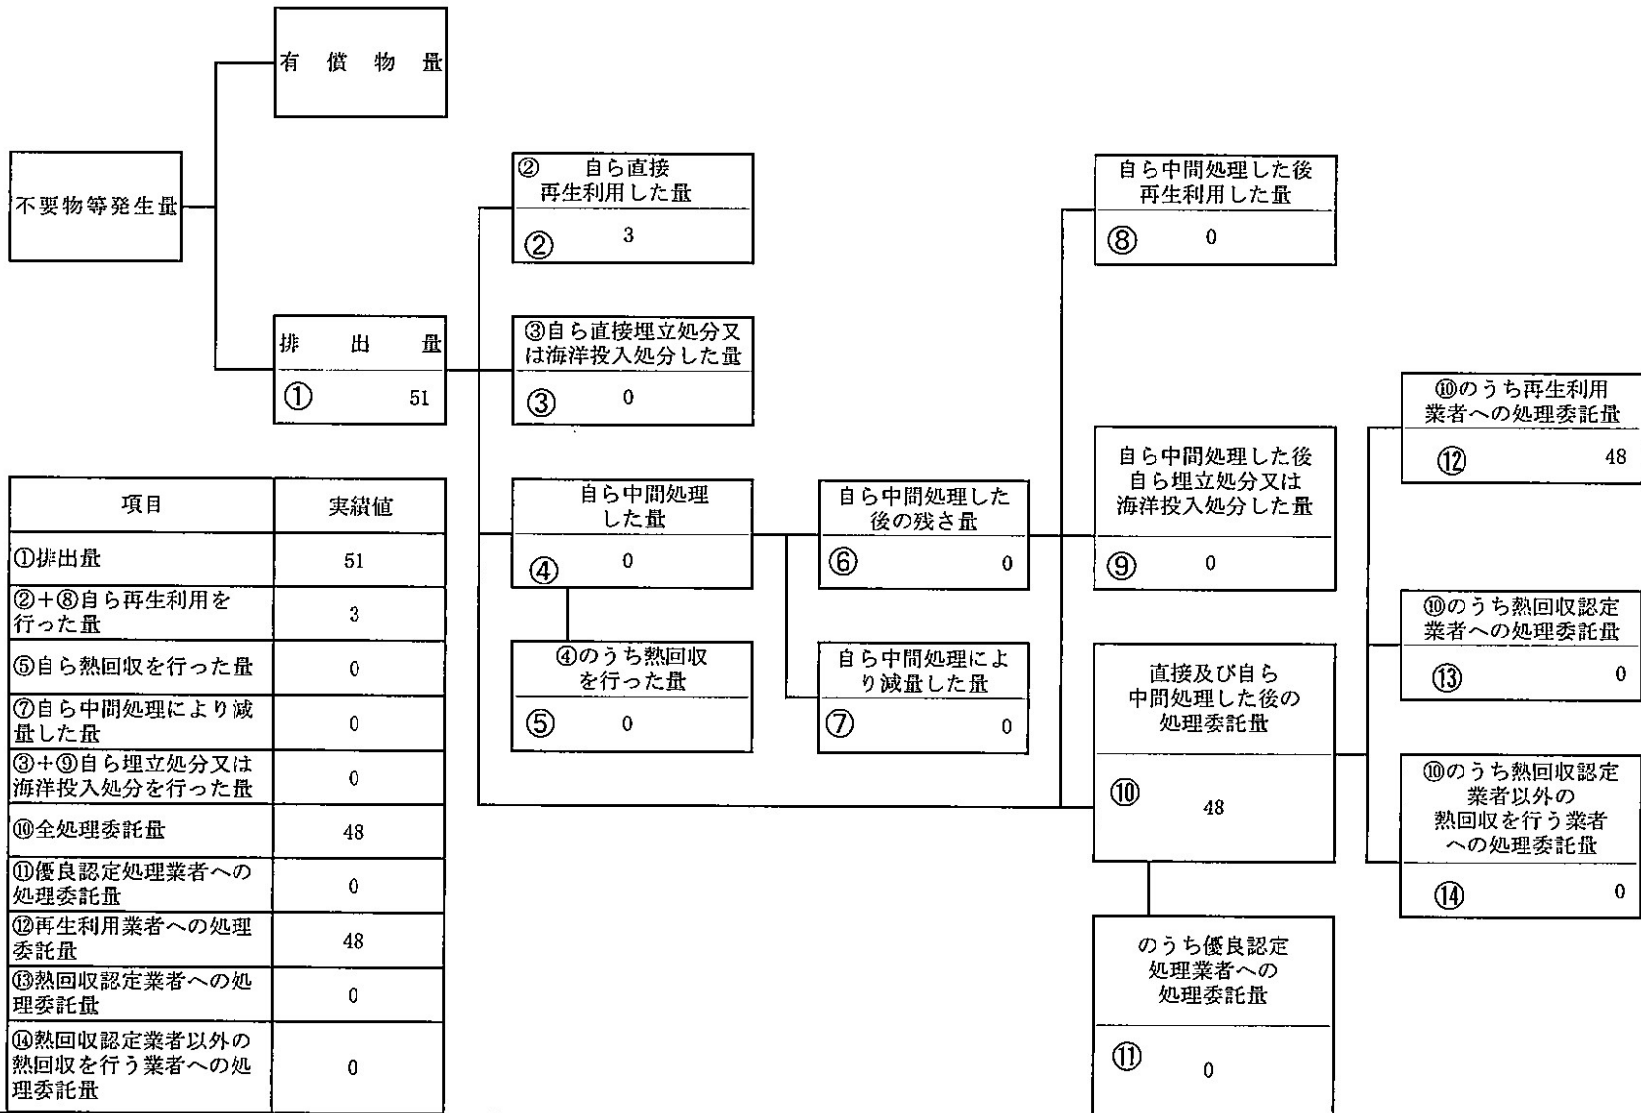 有償物量
不要物等発生量
排出量
① 51
② 自ら直接
再生利用した量
② 3
③自ら直接埋立処分又
は海洋投入処分した量
③ 0
自ら中間処理
した量
④ 0
④のうち熱回収
を行った量
⑤ 0
自ら中間処理した
後の残さ量
⑥ 0
自ら中間処理によ
り減量した量
⑦ 0
自ら中間処理した後
再生利用した量
⑧ 0
自ら中間処理した後
自ら埋立処分又は
海洋投入処分した量
⑨ 0
直接及び自ら
中間処理した後の
処理委託量
⑩ 48
のうち優良認定
処理業者への
処理委託量
⑪ 0
⑩のうち再生利用
業者への処理委託量
⑫ 48
⑩のうち熱回収認定
業者への処理委託量
⑬ 0
⑩のうち熱回収認定
業者以外の
熱回収を行う業者
への処理委託量
⑭ 0
項目 実績値
①排出量 51
②+⑧自ら再生利用を
行った量 3
⑤自ら熱回収を行った量 0
⑦自ら中間処理により減
量した量 0
③+⑨自ら埋立処分又は
海洋投入処分を行った量 0
⑩全処理委託量 48
⑪優良認定処理業者への
処理委託量 0
⑫再生利用業者への処理
委託量 48
⑬熱回収認定業者への処
理委託量 0
⑭熱回収認定業者以外の
熱回収を行う業者への処
理委託量 0